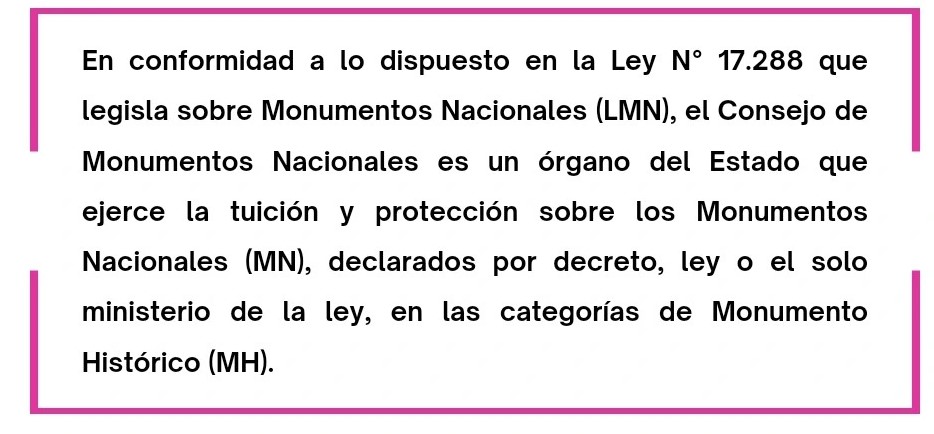 En conformidad a lo dispuesto en la Ley N° 17.288 que
legisla sobre Monumentos Nacionales (LMN), el Consejo de
Monumentos Nacionales es un órgano del Estado que
ejerce la tuición y protección sobre los Monumentos
Nacionales (MN), declarados por decreto, ley o el solo
ministerio de la ley, en las categorías de Monumento
Histórico (MH).